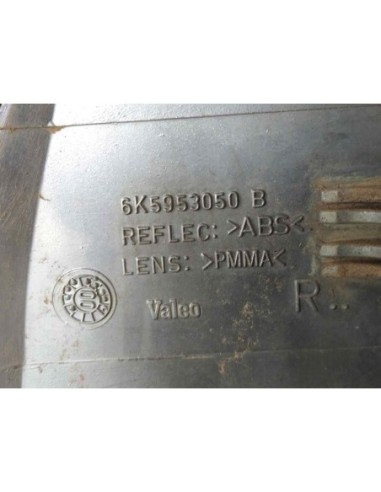 6K5953050 B
REFLEC: >ABS<
LENS: >PMMA<
Valeo R..